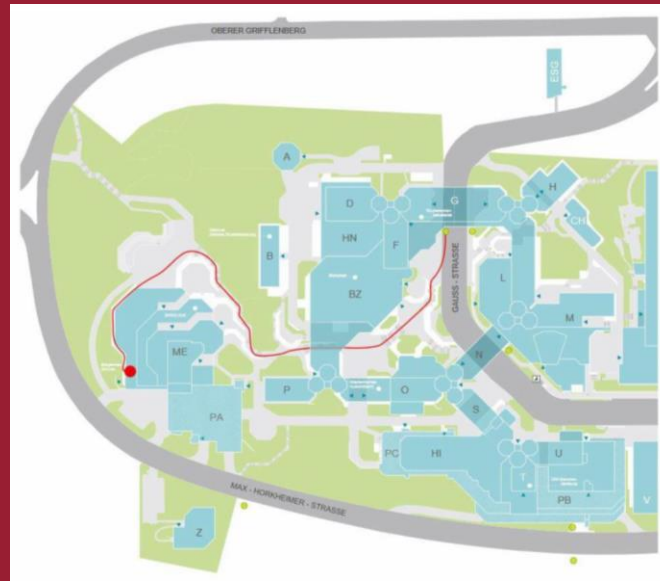 OBERER GRIFFLENBERG
ESG
A
D
G
H
CH
HN
F
B
BZ
GAUSS - STRASSE
L
M
ME
N
P
O
S
PA
PC
HI
U
T
PB
V
MAX - HORKHEIMER - STRASSE
Z